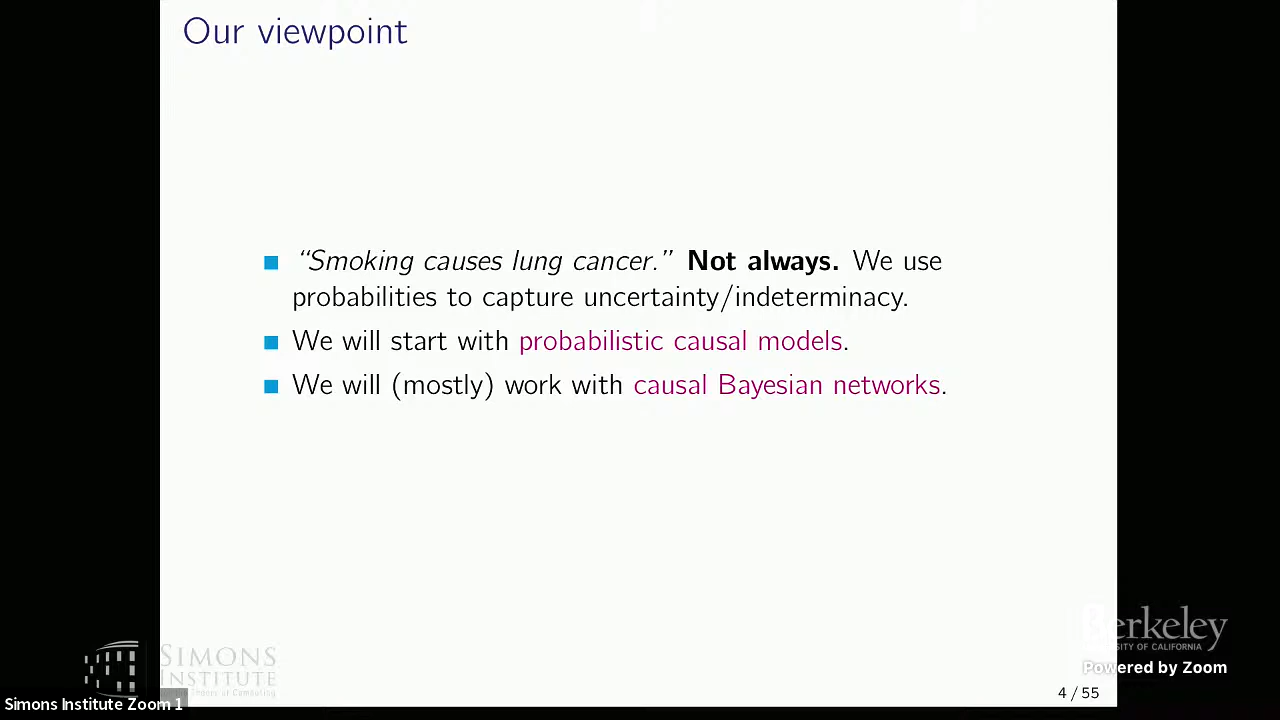 Our viewpoint
“Smoking causes lung cancer.” Not always. We use
probabilities to capture uncertainty/indeterminacy.
We will start with probabilistic causal models.
We will (mostly) work with causal Bayesian networks.
SIMONS
INSTITUTE
Berkeley
UNIVERSITY OF CALIFORNIA
Powered by Zoom
Simons Institute Zoom 1
4 / 55